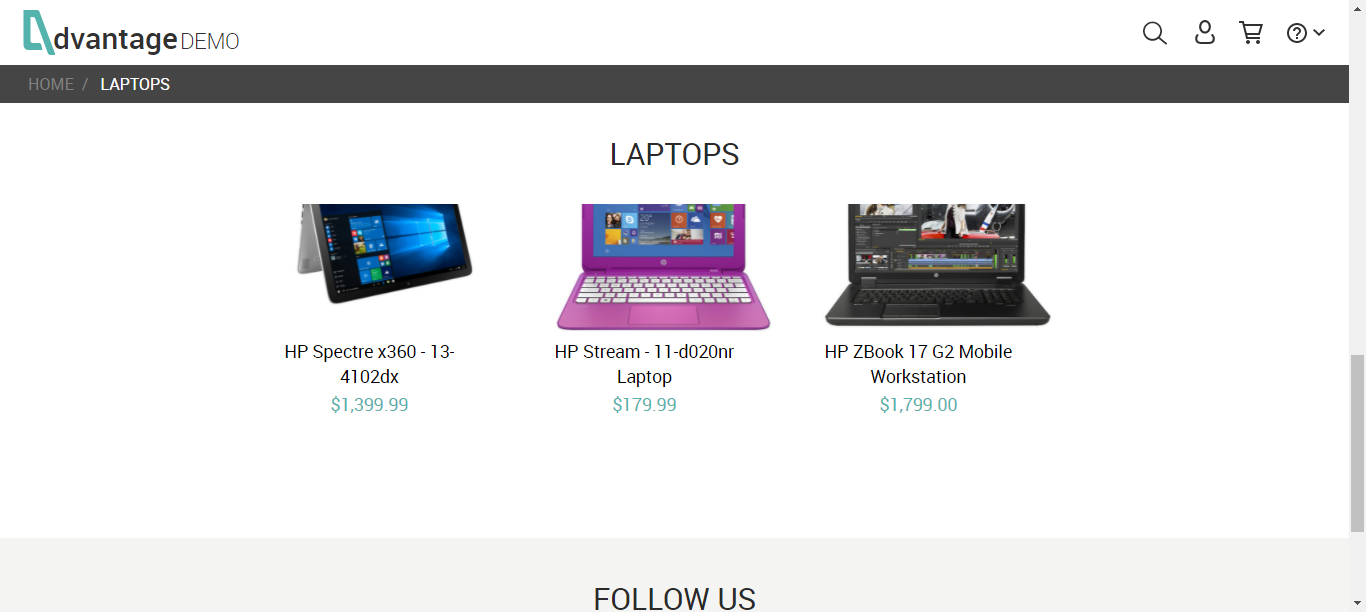 dvantage DEMO
HOME / LAPTOPS
LAPTOPS
HP Spectre x360 - 13-
4102dx
$1,399.99
HP Stream - 11-d020nr
Laptop
$179.99
HP ZBook 17 G2 Mobile
Workstation
$1,799.00
FOLLOW US